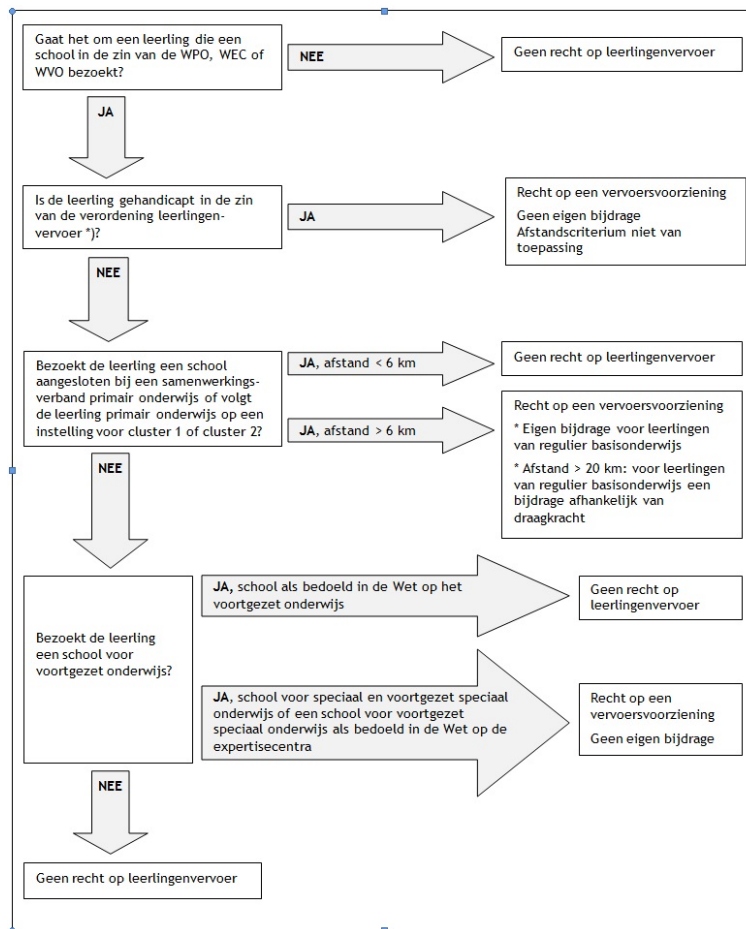 Gaat het om een leerling die een
school in de zin van de WPO, WEC of
WVO bezoekt?
NEE
Geen recht op leerlingenvervoer
JA
Is de leerling gehandicapt in de zin
van de verordening leerlingen-
vervoer *)?
JA
Recht op een vervoersvoorziening
Geen eigen bijdrage
Afstandscriterium niet van
toepassing
NEE
Bezoekt de leerling een school
aangesloten bij een samenwerkings-
verband primair onderwijs of volgt
de leerling primair onderwijs op een
instelling voor cluster 1 of cluster 2?
JA, afstand < 6 km
Geen recht op leerlingenvervoer
JA, afstand > 6 km
Recht op een vervoersvoorziening
* Eigen bijdrage voor leerlingen
van regulier basisonderwijs
* Afstand > 20 km: voor leerlingen
van regulier basisonderwijs een
bijdrage afhankelijk van
draagkracht
NEE
Bezoekt de leerling
een school voor
voortgezet onderwijs?
JA, school als bedoeld in de Wet op het
voortgezet onderwijs
Geen recht op
leerlingenvervoer
JA, school voor speciaal en voortgezet speciaal
onderwijs of een school voor voortgezet
speciaal onderwijs als bedoeld in de Wet op de
expertisecentra
Recht op een
vervoersvoorziening
Geen eigen bijdrage
NEE
Geen recht op leerlingenvervoer